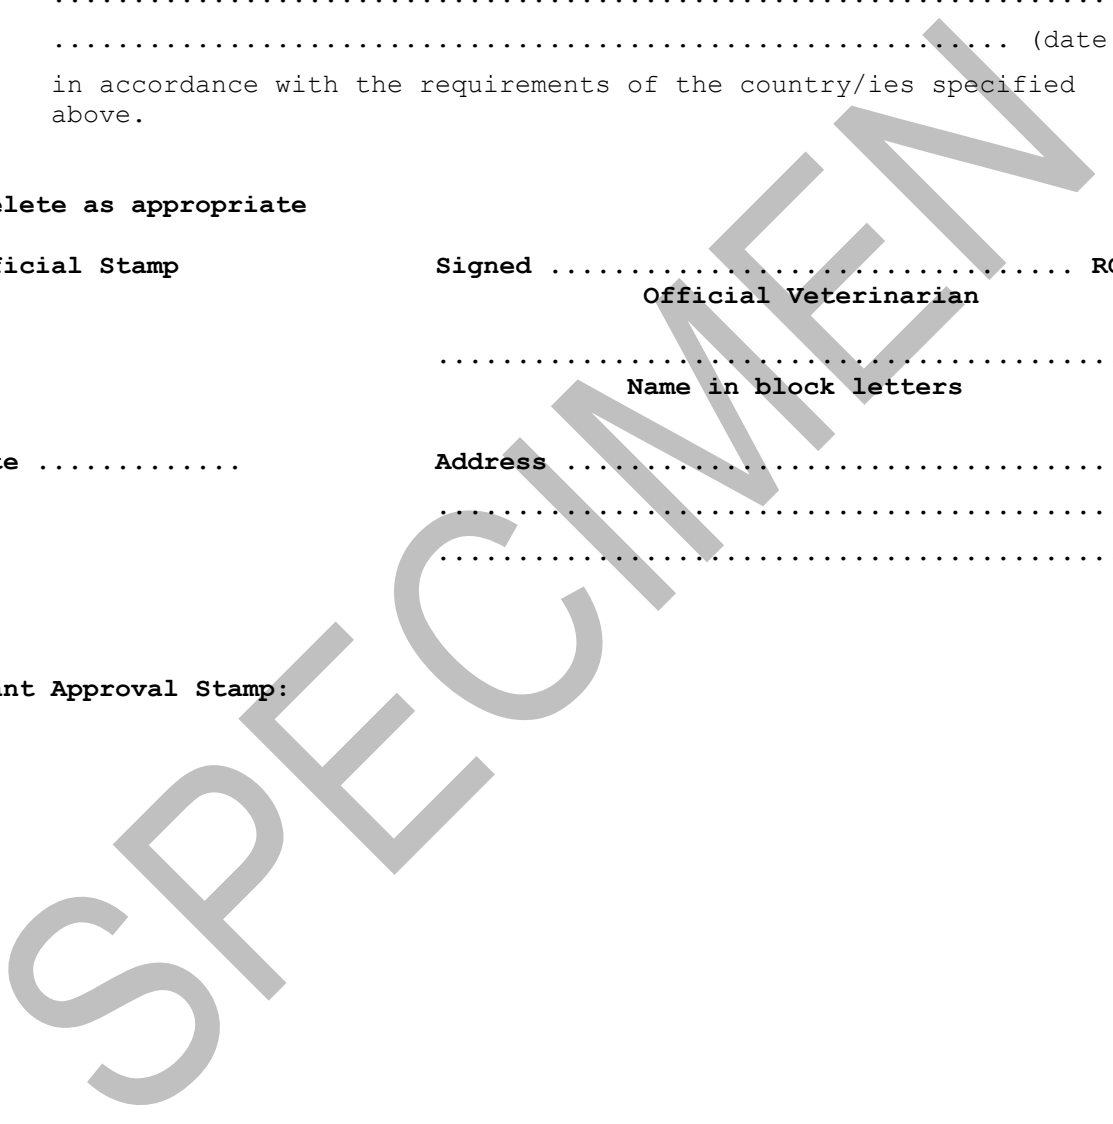 ................................................................
............................................................ (date
in accordance with the requirements of the country/ies specified
above.
elete as appropriate
ficial Stamp Signed ................................. RC
Official Veterinarian
..........................................
Name in block letters
te ............. Address ..................................
..........................................
..........................................
ant Approval Stamp:
SPECIMEN